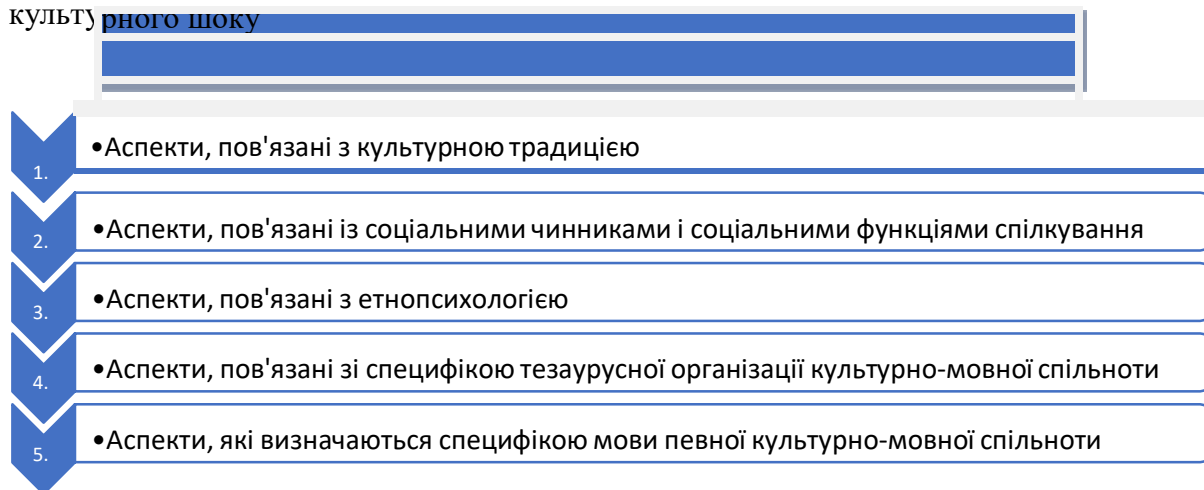 культурного шоку
1. •Аспекти, пов'язані з культурною традицією
2. •Аспекти, пов'язані із соціальними чинниками і соціальними функціями спілкування
3. •Аспекти, пов'язані з етнопсихологією
4. •Аспекти, пов'язані зі специфікою тезаурусної організації культурно-мовної спільноти
5. •Аспекти, які визначаються специфікою мови певної культурно-мовної спільноти